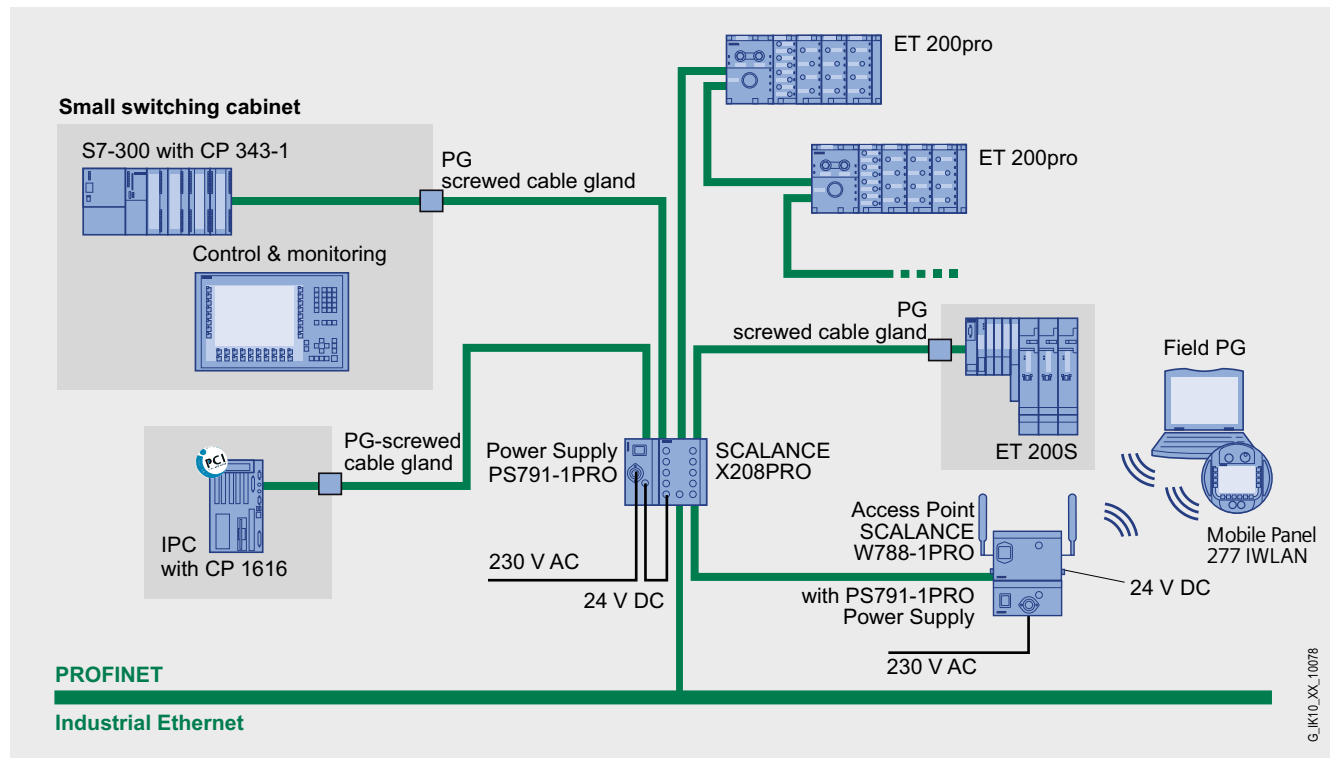 ET 200pro
Small switching cabinet
S7-300 with CP 343-1
PG
screwed cable gland
ET 200pro
Control & monitoring
PG
screwed cable gland
Field PG
PCI
PG-screwed
cable gland
Power Supply
PS791-1PRO
SCALANCE
X208PRO
ET 200S
IPC
with CP 1616
230 V AC
24 V DC
Access Point
SCALANCE
W788-1PRO
Mobile Panel
277 IWLAN
24 V DC
with PS791-1PRO
Power Supply
230 V AC
PROFINET
Industrial Ethernet
G_IK10_XX_10078